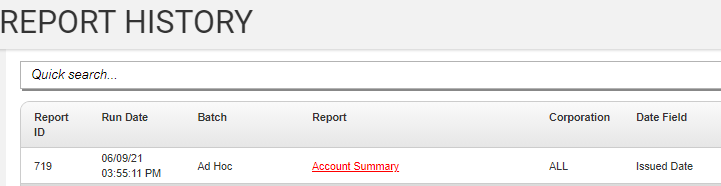 REPORT HISTORY
Quick search...
Report ID Run Date Batch Report Corporation Date Field
719 06/09/21 03:55:11 PM Ad Hoc Account Summary ALL Issued Date